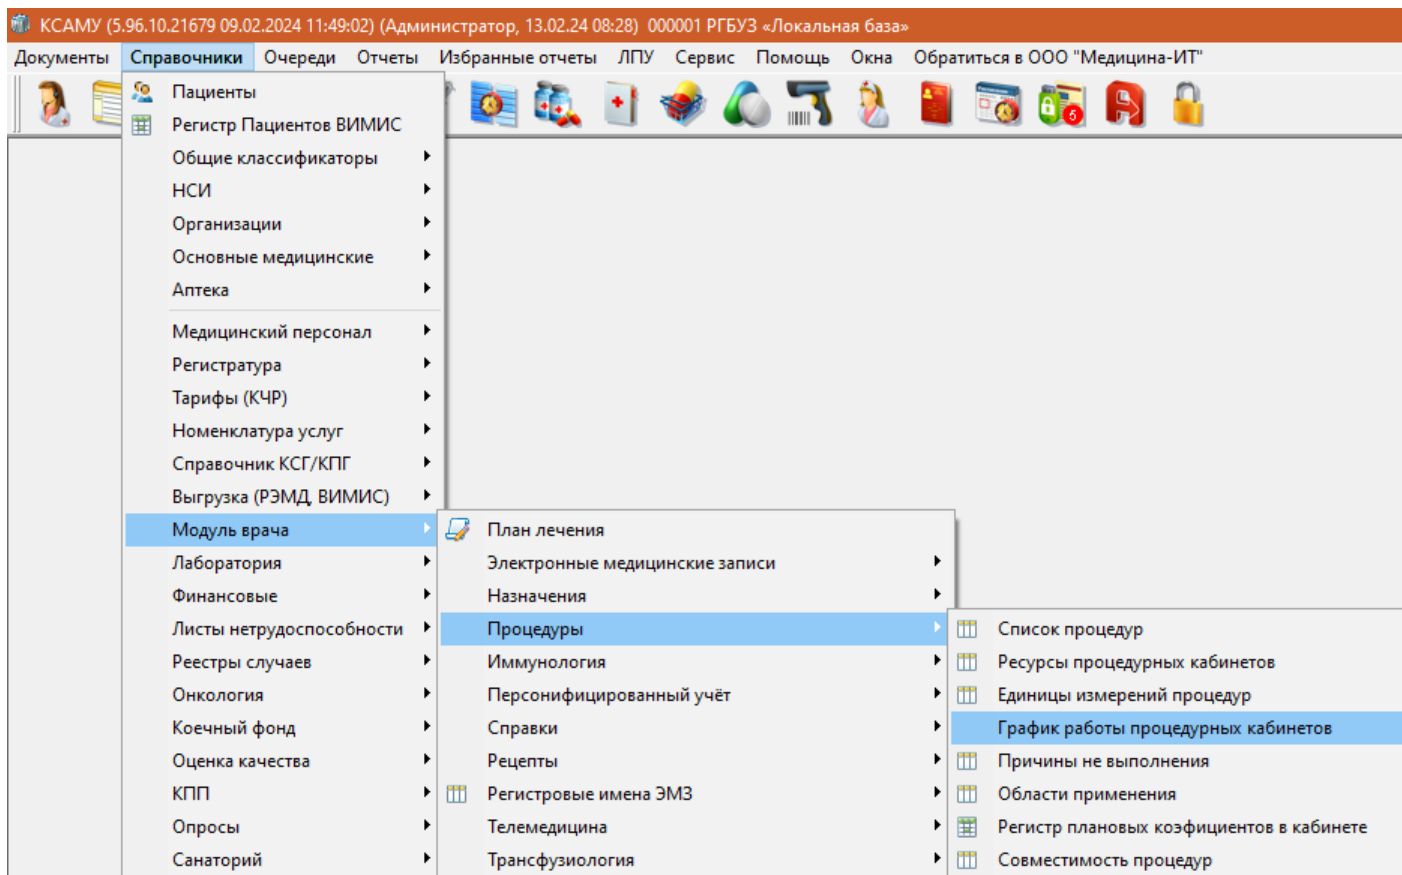 КСАМУ (5.96.10.21679 09.02.2024 11:49:02) (Администратор, 13.02.24 08:28) 000001 РГБУЗ «Локальная база»
Документы Справочники Очереди Отчеты Избранные отчеты ЛПУ Сервис Помощь Окна Обратиться в ООО "Медицина-ИТ"
5
Пациенты
Регистр Пациентов ВИМИС
Общие классификаторы
НСИ
Организации
Основные медицинские
Аптека
Медицинский персонал
Регистратура
Тарифы (КЧР)
Номенклатура услуг
Справочник КСГ/КПГ
Выгрузка (РЭМД, ВИМИС)
Модуль врача
Лаборатория
Финансовые
Листы нетрудоспособности
Реестры случаев
Онкология
Коечный фонд
Оценка качества
КПП
Опросы
Санаторий
План лечения
Электронные медицинские записи
Назначения
Процедуры
Иммунология
Персонифицированный учёт
Справки
Рецепты
Регистровые имена ЭМЗ
Телемедицина
Трансфузиология
Список процедур
Ресурсы процедурных кабинетов
Единицы измерений процедур
График работы процедурных кабинетов
Причины не выполнения
Области применения
Регистр плановых коэфициентов в кабинете
Совместимость процедур